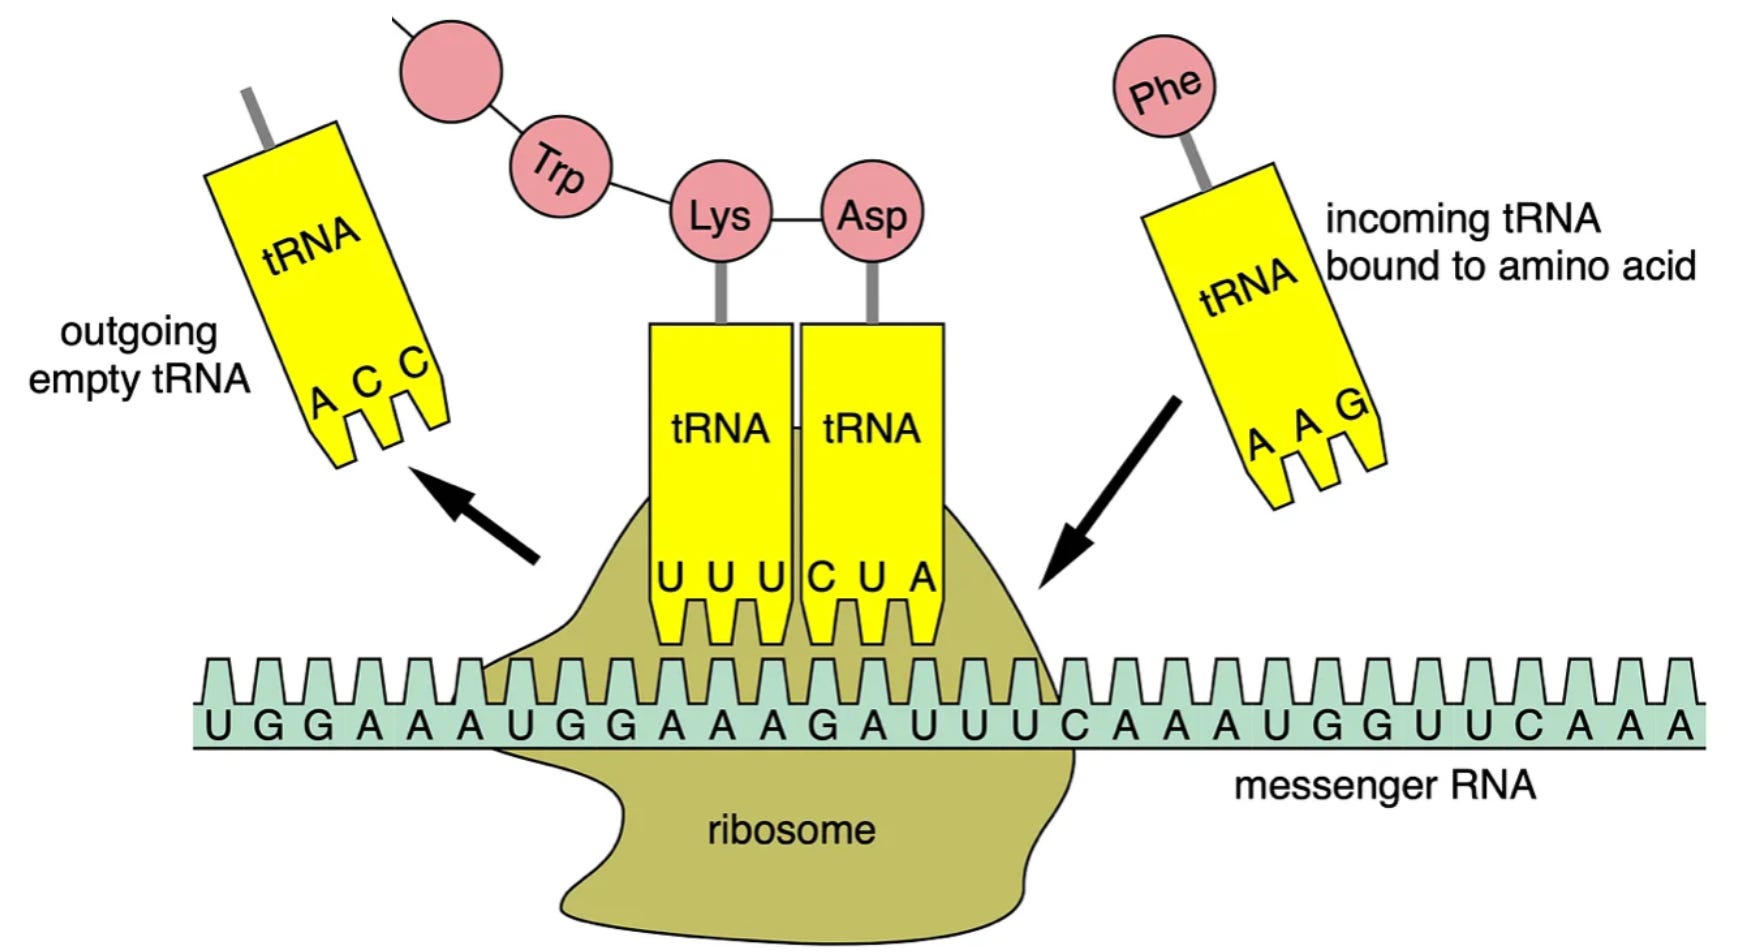 Trp
Lys
Asp
Phe
tRNA
outgoing
empty tRNA
A C C
tRNA
tRNA
U U U
C U A
tRNA
incoming tRNA
bound to amino acid
A A G
U G G A A A U G G A A A G A U U U C A A A U G G U U C A A A
messenger RNA
ribosome